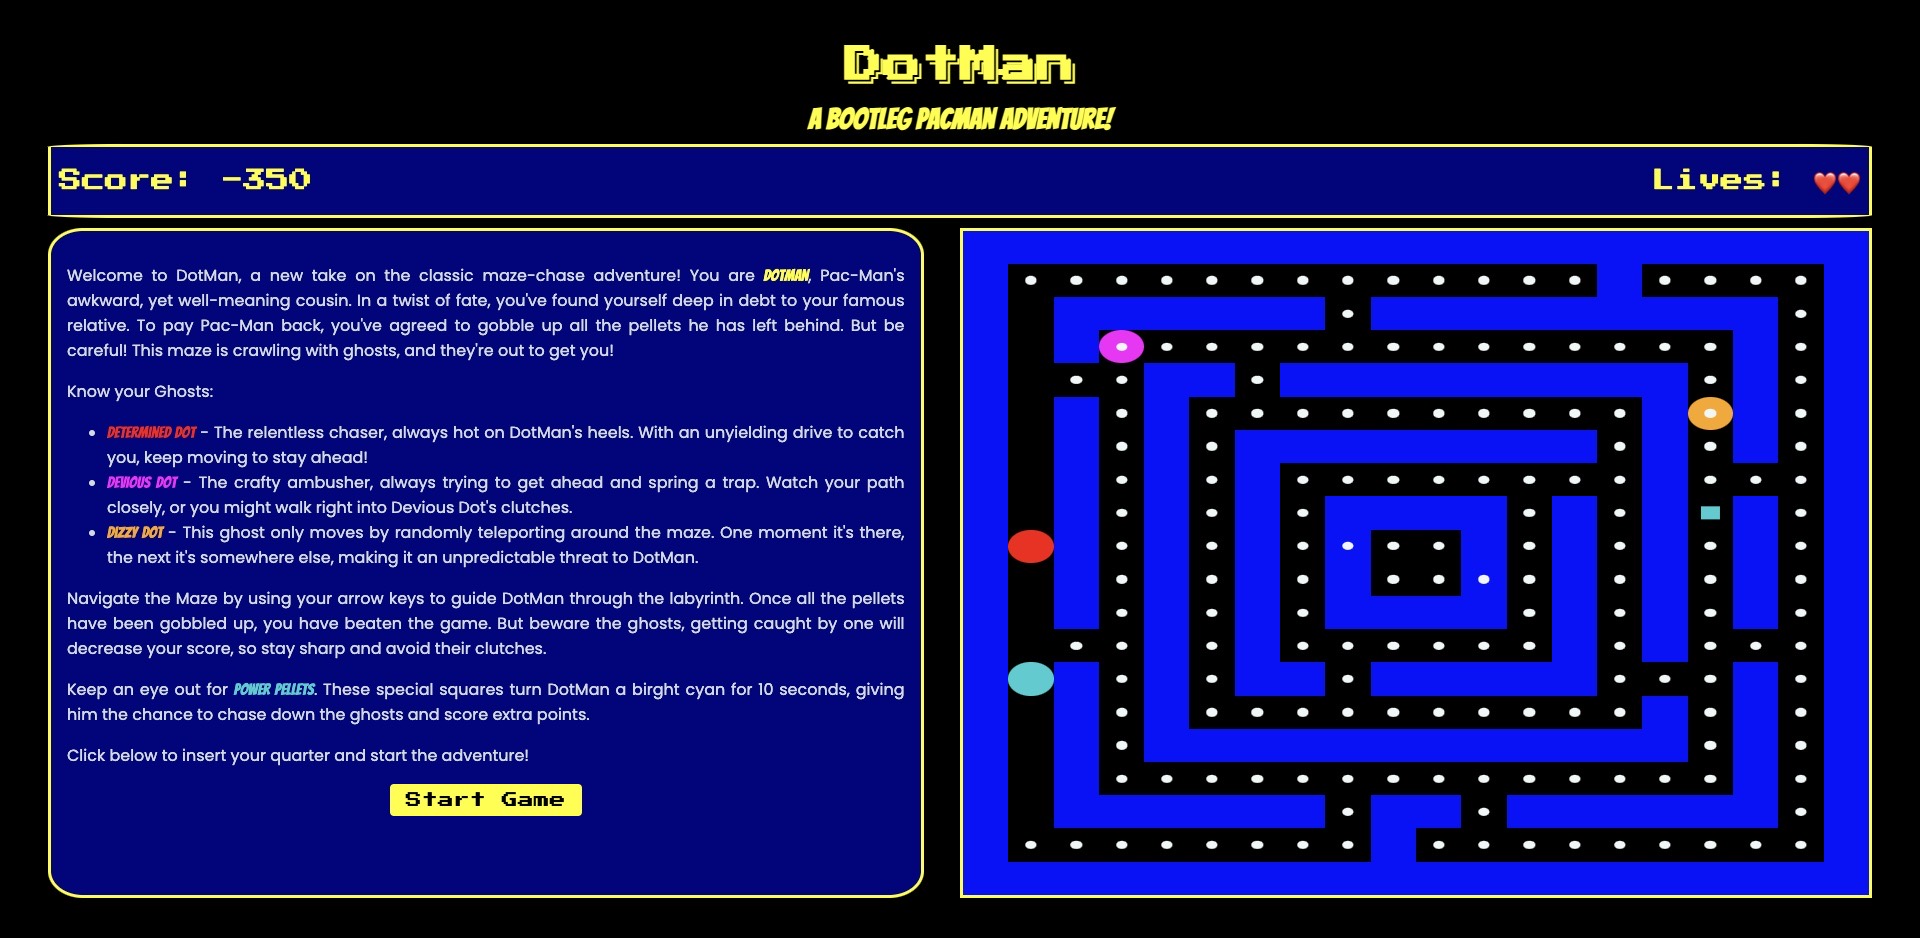 DotMan
A BOOTLEG PACMAN ADVENTURE!
Score: -350
Lives: ❤️❤️
Welcome to DotMan, a new take on the classic maze-chase adventure! You are DOTMAN, Pac-Man's
awkward, yet well-meaning cousin. In a twist of fate, you've found yourself deep in debt to your famous
relative. To pay Pac-Man back, you've agreed to gobble up all the pellets he has left behind. But be
careful! This maze is crawling with ghosts, and they're out to get you!
Know your Ghosts:
• DETERMINED DOT - The relentless chaser, always hot on DotMan's heels. With an unyielding drive to catch
you, keep moving to stay ahead!
• DEVIOUS DOT - The crafty ambusher, always trying to get ahead and spring a trap. Watch your path
closely, or you might walk right into Devious Dot's clutches.
• DIZZY DOT - This ghost only moves by randomly teleporting around the maze. One moment it's there,
the next it's somewhere else, making it an unpredictable threat to DotMan.
Navigate the Maze by using your arrow keys to guide DotMan through the labyrinth. Once all the pellets
have been gobbled up, you have beaten the game. But beware the ghosts, getting caught by one will
decrease your score, so stay sharp and avoid their clutches.
Keep an eye out for POWER PELLETS. These special squares turn DotMan a birght cyan for 10 seconds, giving
him the chance to chase down the ghosts and score extra points.
Click below to insert your quarter and start the adventure!
Start Game